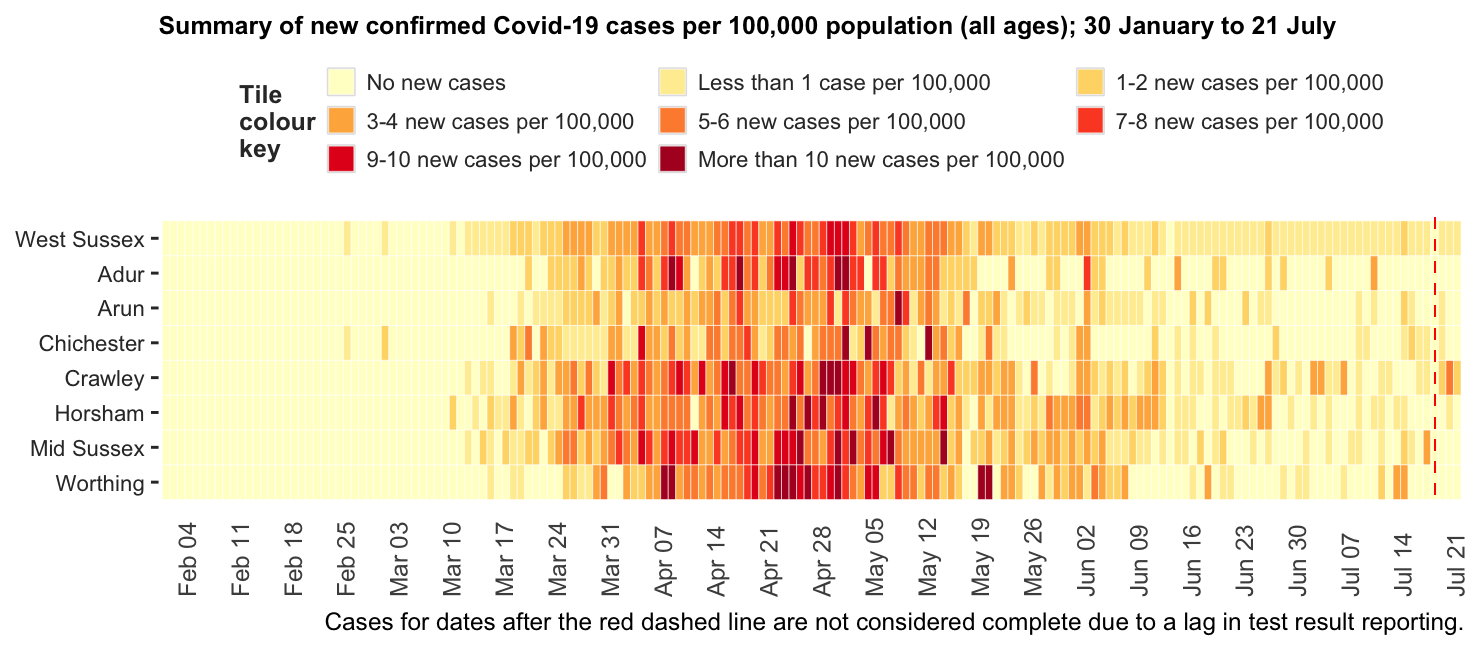 Summary of new confirmed Covid-19 cases per 100,000 population (all ages); 30 January to 21 July
Tile
colour
key
No new cases
Less than 1 case per 100,000
1-2 new cases per 100,000
3-4 new cases per 100,000
5-6 new cases per 100,000
7-8 new cases per 100,000
9-10 new cases per 100,000
More than 10 new cases per 100,000
West Sussex
Adur
Arun
Chichester
Crawley
Horsham
Mid Sussex
Worthing
Feb 04
Feb 11
Feb 18
Feb 25
Mar 03
Mar 10
Mar 17
Mar 24
Mar 31
Apr 07
Apr 14
Apr 21
Apr 28
May 05
May 12
May 19
May 26
Jun 02
Jun 09
Jun 16
Jun 23
Jun 30
Jul 07
Jul 14
Jul 21
Cases for dates after the red dashed line are not considered complete due to a lag in test result reporting.